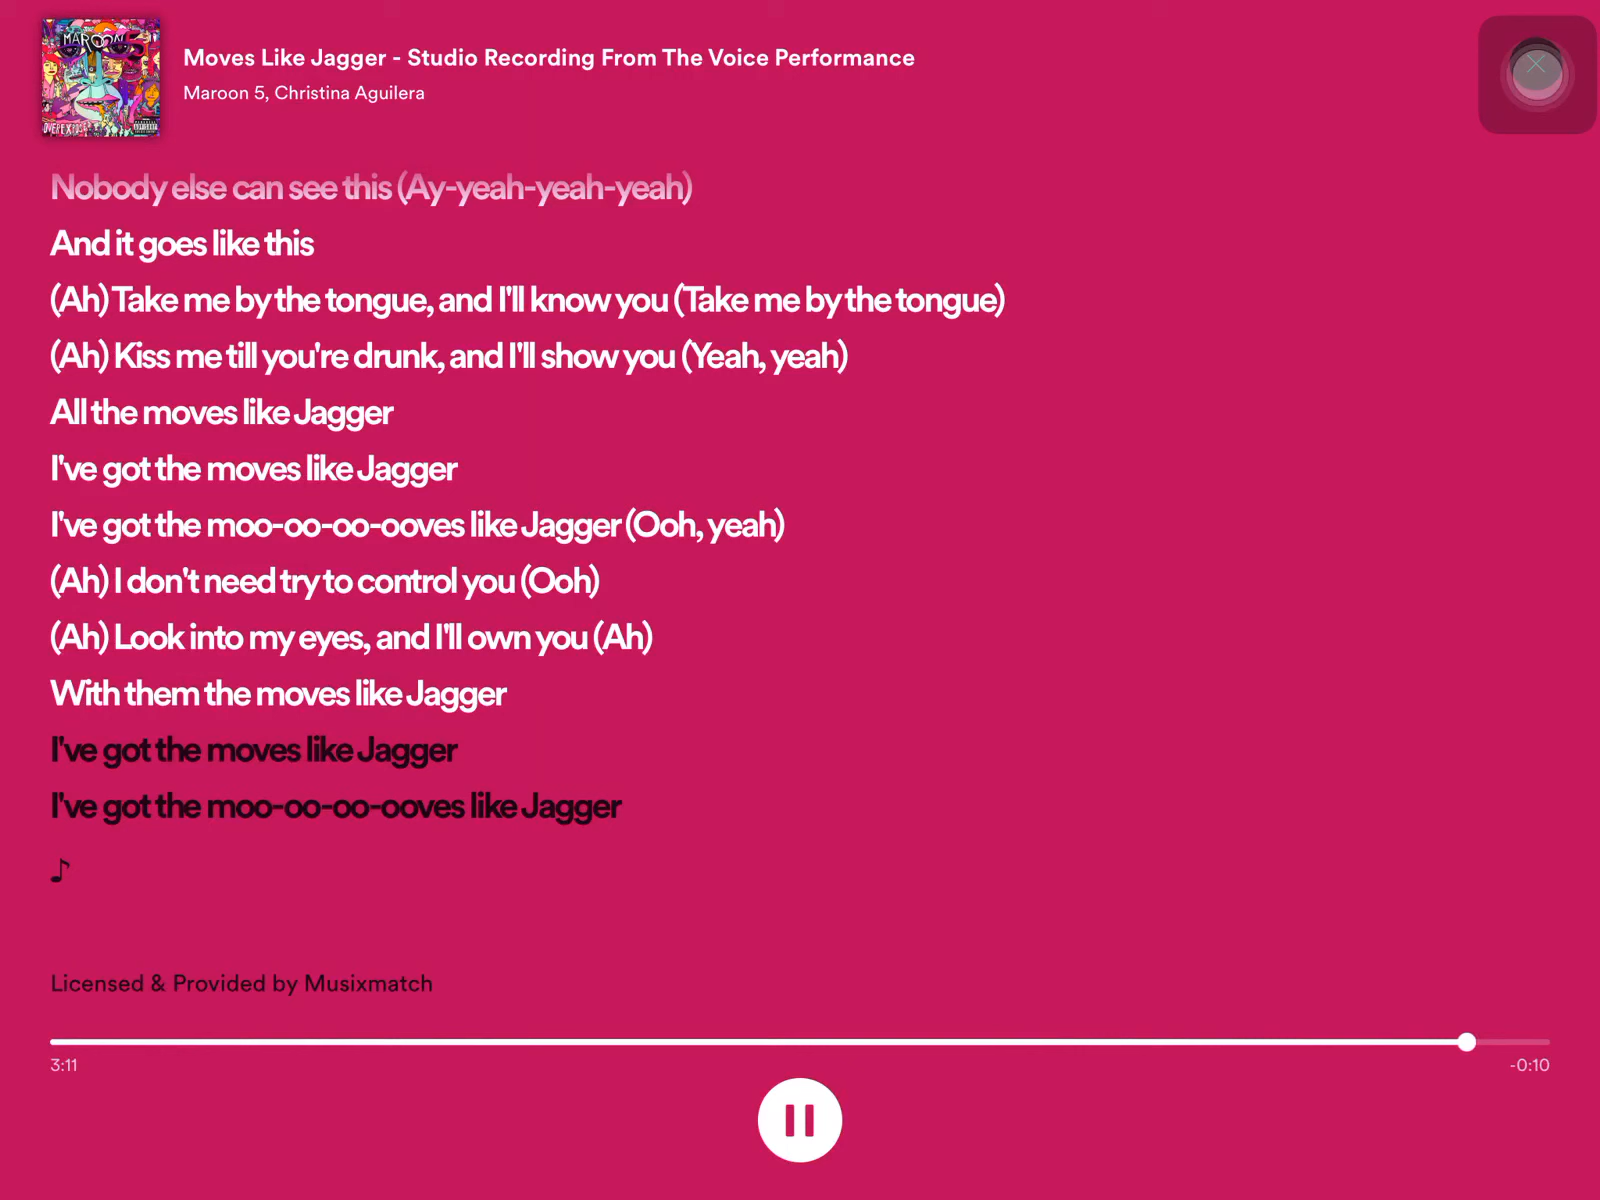 MAROON 5
OVEREXPOSED
Moves Like Jagger - Studio Recording From The Voice Performance
Maroon 5, Christina Aguilera
Nobody else can see this (Ay-yeah-yeah-yeah)
And it goes like this
(Ah) Take me by the tongue, and I'll know you (Take me by the tongue)
(Ah) Kiss me till you're drunk, and I'll show you (Yeah, yeah)
All the moves like Jagger
I've got the moves like Jagger
I've got the moo-oo-oo-ooves like Jagger (Ooh, yeah)
(Ah) I don't need try to control you (Ooh)
(Ah) Look into my eyes, and I'll own you (Ah)
With them the moves like Jagger
I've got the moves like Jagger
I've got the moo-oo-oo-ooves like Jagger
♪
Licensed & Provided by Musixmatch
3:11
-0:10